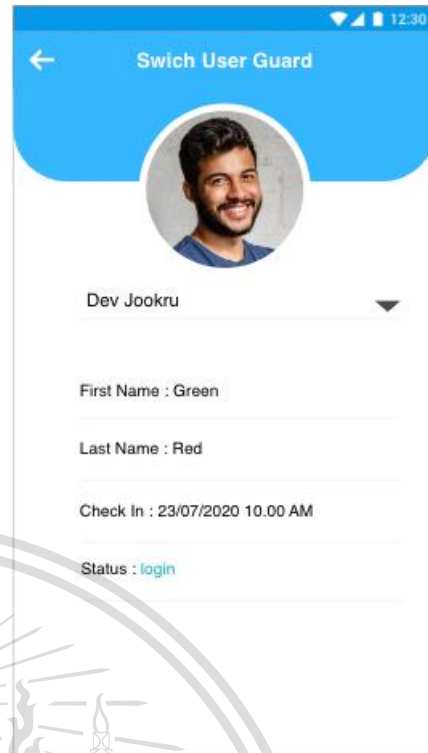 12:30
Swich User Guard
Dev Jookru
First Name : Green
Last Name : Red
Check In : 23/07/2020 10.00 AM
Status : login